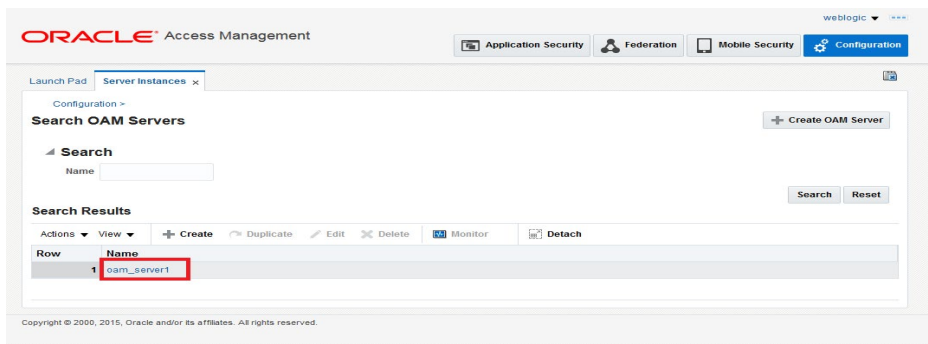 weblogic
ORACLE Access Management
Application Security Federation Mobile Security Configuration
Launch Pad Server Instances x
Configuration >
Search OAM Servers
Create OAM Server
Search
Name
Search Reset
Search Results
Actions View Create Duplicate Edit Delete Monitor Detach
Row Name
1 oam_server1
Copyright © 2000, 2015, Oracle and/or its affiliates. All rights reserved.